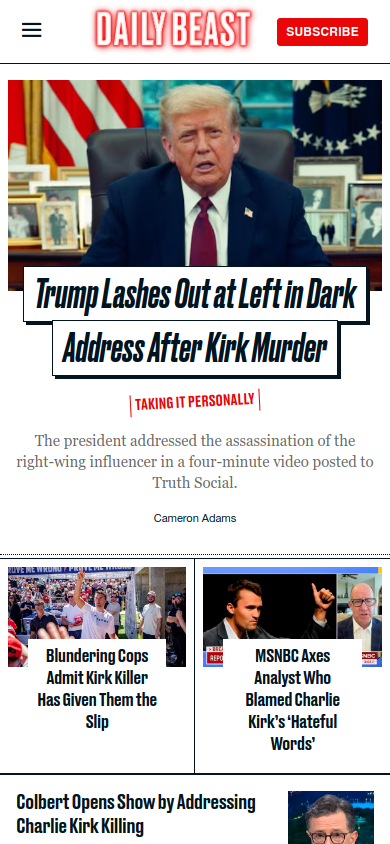 DAILY BEAST
SUBSCRIBE
Trump Lashes Out at Left in Dark
Address After Kirk Murder
TAKING IT PERSONALLY
The president addressed the assassination of the
right-wing influencer in a four-minute video posted to
Truth Social.
Cameron Adams
Blundering Cops
Admit Kirk Killer
Has Given Them the
Slip
MSNBC Axes
Analyst Who
Blamed Charlie
Kirk's ‘Hateful
Words’
Colbert Opens Show by Addressing
Charlie Kirk Killing